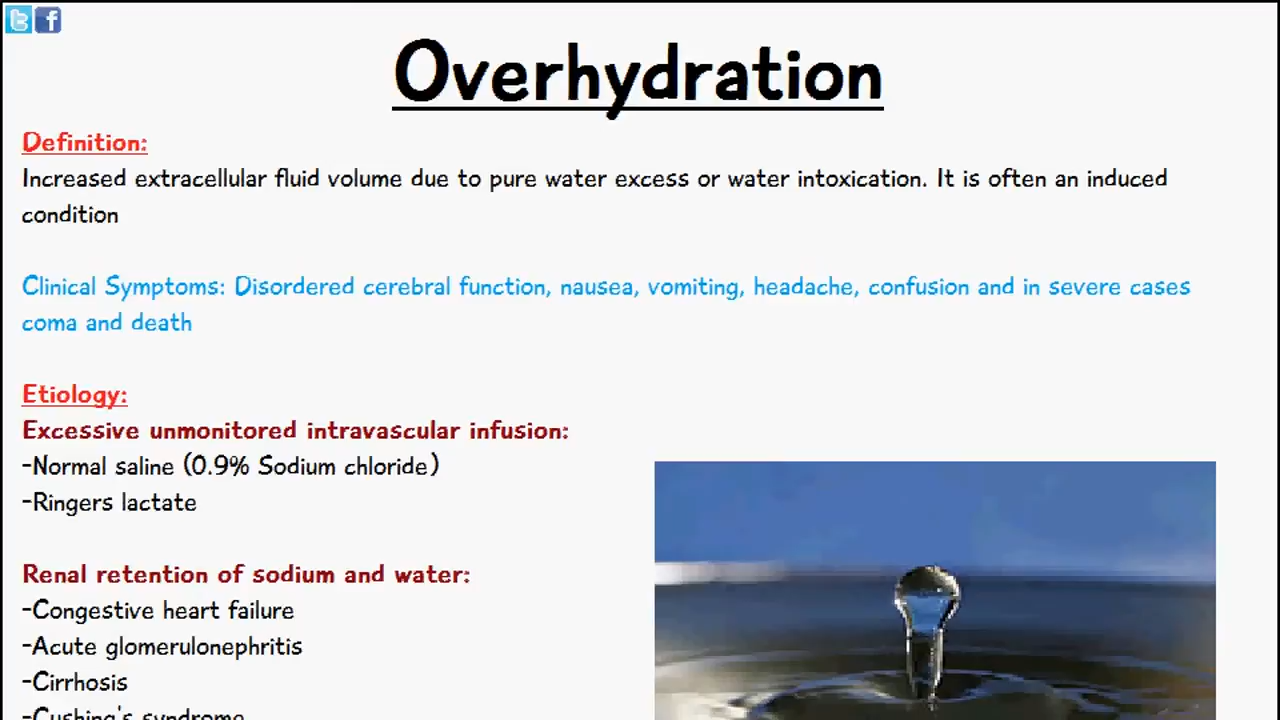 Overhydration
Definition:
Increased extracellular fluid volume due to pure water excess or water intoxication. It is often an induced
condition
Clinical Symptoms: Disordered cerebral function, nausea, vomiting, headache, confusion and in severe cases
coma and death
Etiology:
Excessive unmonitored intravascular infusion:
-Normal saline (0.9% Sodium chloride)
-Ringers lactate
Renal retention of sodium and water:
-Congestive heart failure
-Acute glomerulonephritis
-Cirrhosis
-Cushing's syndrome